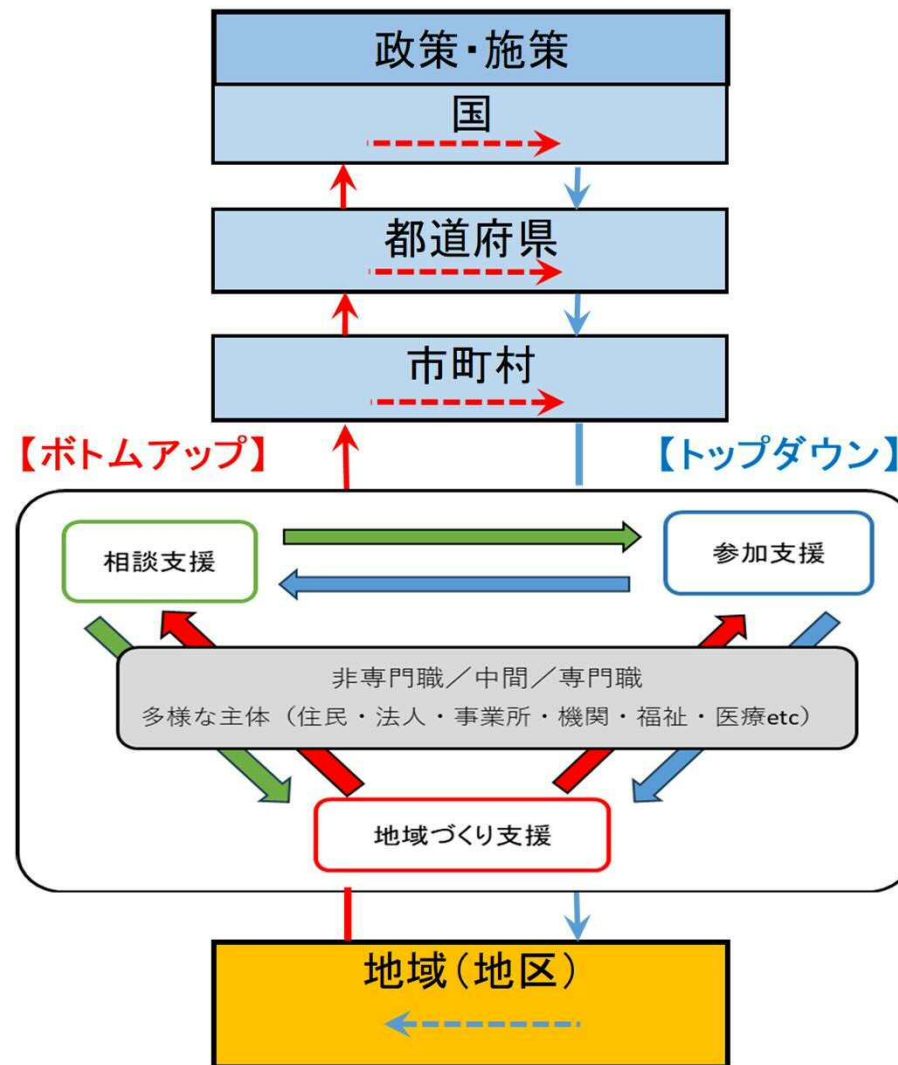 政策・施策
国
都道府県
市町村
【ボトムアップ】
【トップダウン】
相談支援
参加支援
非専門職／中間／専門職
多様な主体（住民・法人・事業所・機関・福祉・医療etc）
地域づくり支援
地域（地区）